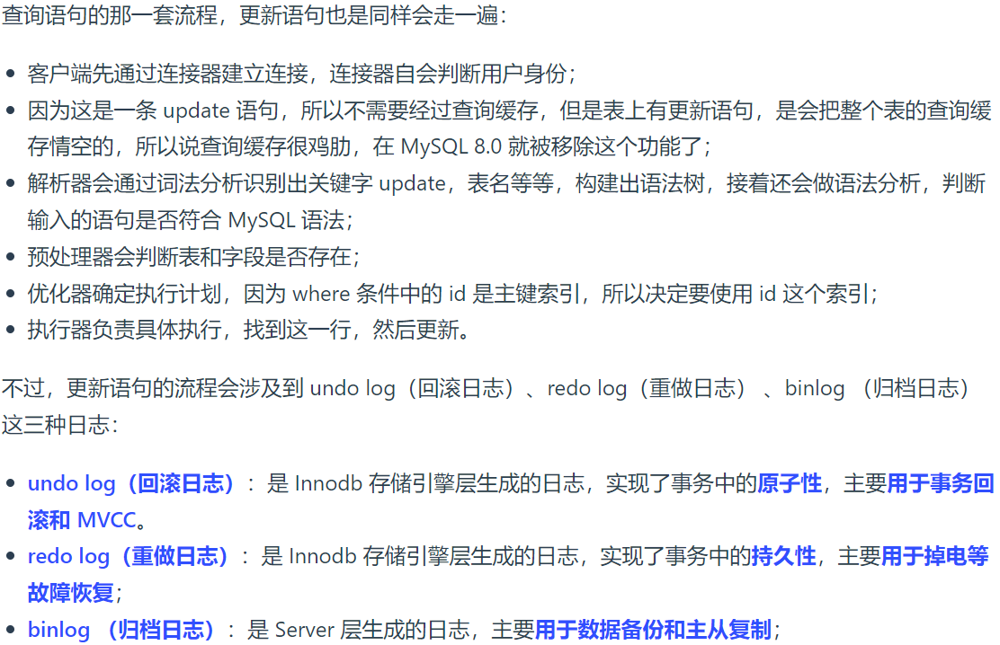 查询语句的那一套流程，更新语句也是同样会走一遍：
• 客户端先通过连接器建立连接，连接器自会判断用户身份；
• 因为这是一条 update 语句，所以不需要经过查询缓存，但是表上有更新语句，是会把整个表的查询缓
存情空的，所以说查询缓存很鸡肋，在 MySQL 8.0 就被移除这个功能了；
• 解析器会通过词法分析识别出关键字 update，表名等等，构建出语法树，接着还会做语法分析，判断
输入的语句是否符合 MySQL 语法；
• 预处理器会判断表和字段是否存在；
• 优化器确定执行计划，因为 where 条件中的 id 是主键索引，所以决定要使用 id 这个索引；
• 执行器负责具体执行，找到这一行，然后更新。
不过，更新语句的流程会涉及到 undo log（回滚日志）、redo log（重做日志） 、binlog （归档日志）
这三种日志：
• undo log（回滚日志）：是 Innodb 存储引擎层生成的日志，实现了事务中的原子性，主要用于事务回
滚和 MVCC。
• redo log（重做日志）：是 Innodb 存储引擎层生成的日志，实现了事务中的持久性，主要用于掉电等
故障恢复；
• binlog （归档日志）：是 Server 层生成的日志，主要用于数据备份和主从复制；